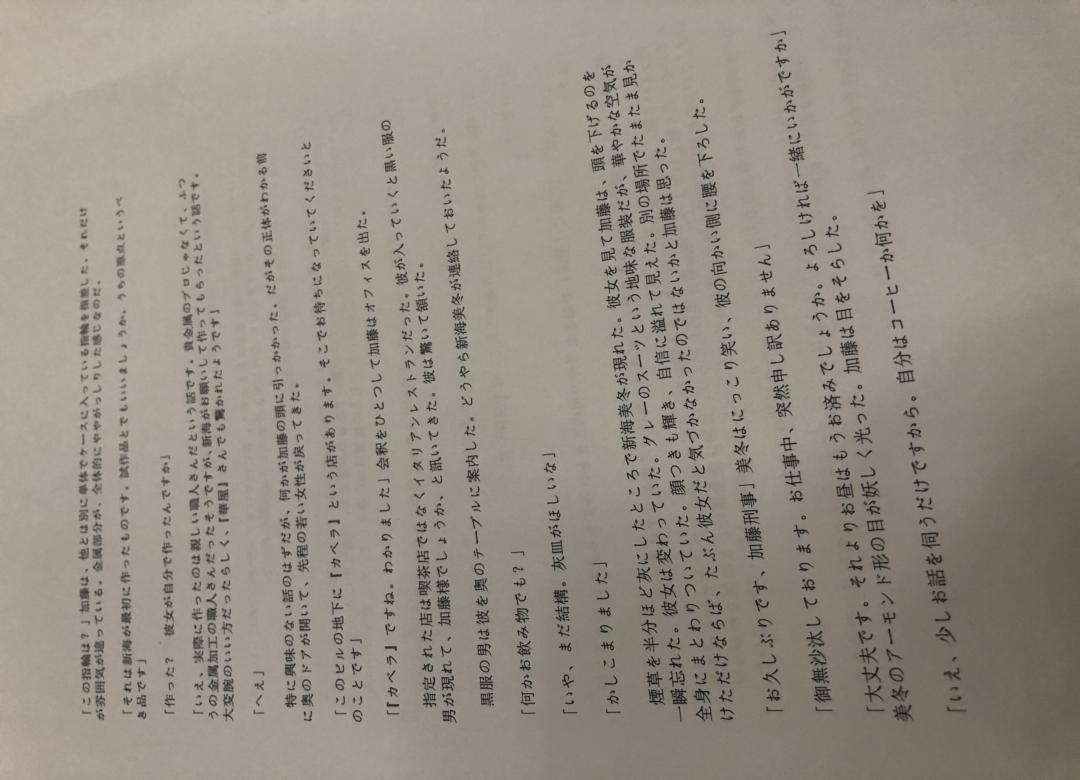 「この指輪は?」加藤は、他とは別に単体でケースに入っている指輪を指差した。それだけ
が雰囲気が違っている。金属部分が、全体的にややがっしりした感じなのだ。
「それは新海が最初に作ったものです。試作品とでもいいましょうか。うちの原点というべ
き品です」
「作った? 彼女が自分で作ったんですか」
「いえ、実際に作ったのは親しい職人さんだという話です。貴金属のプロじゃなくて、ふつ
うの金属加工の職人さんだったそうですが、新海がお願いして作ってもらったという話です。
大変腕のいい方だったらしく、『華屋』さんでも驚かれたようです」
「へえ」
特に興味のない話のはずだが、何かが加藤の頭に引っかかった。だがその正体がわかる前
に奥のドアが開いて、先程の若い女性が戻ってきた。
「このビルの地下に『カペラ』という店があります。そこでお待ちになっていてくださいと
のことです」
「『カペラ』ですね。わかりました」会釈をひとつして加藤はオフィスを出た。
指定された店は喫茶店ではなくイタリアンレストランだった。彼が入っていくと黒い服の
男が現れて、加藤様でしょうか、と訊いてきた。彼は驚いて頷いた。
黒服の男は彼を奥のテーブルに案内した。どうやら新海美冬が連絡しておいたようだ。
「何かお飲み物でも?」
「いや、まだ結構。灰皿がほしいな」
「かしこまりました」
煙草を半分ほど灰にしたところで新海美冬が現れた。彼女を見て加藤は、頭を下げるのを
一瞬忘れた。彼女は変わっていた。グレーのスーツという地味な服装だが、華やかな空気が
全身にまとわりついていた。顔つきも輝き、自信に溢れて見えた。別の場所でたまたま見か
けただけならば、たぶん彼女だと気づかなかったのではないかと加藤は思った。
「お久しぶりです、加藤刑事」美冬はにっこり笑い、彼の向かい側に腰を下ろした。
「御無沙汰しております。お仕事中、突然申し訳ありません」
「大丈夫です。それよりお昼はもうお済みでしょうか。よろしければ一緒にいかがですか」
美冬のアーモンド形の目が妖しく光った。加藤は目をそらした。
「いえ、少しお話を伺うだけですから。自分はコーヒーか何かを」